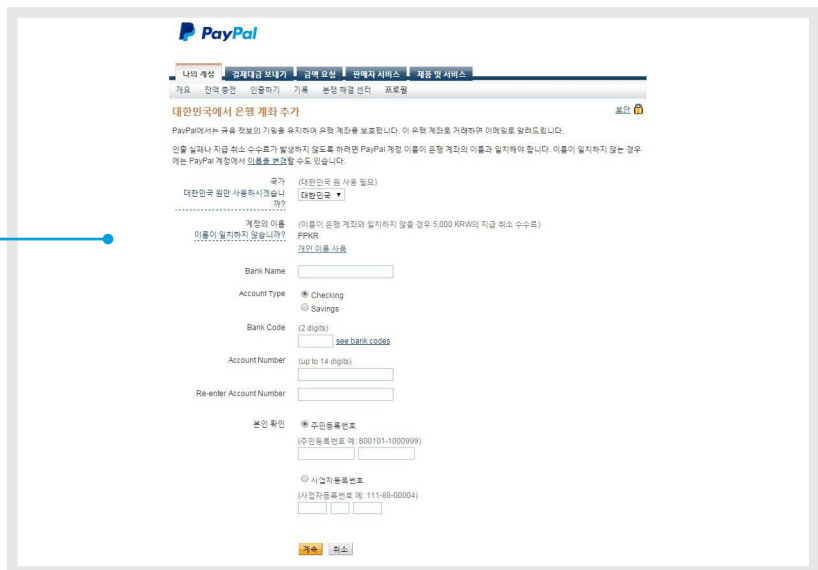 PayPal
나의 계정 결제대금 보내기 금액 요청 판매자 서비스 제품 및 서비스
개요 잔액 충전 인출하기 기록 분쟁 해결 센터 프로필
대한민국에서 은행 계좌 추가 보안
PayPal에서는 금융 정보의 기밀을 유지하여 은행 계좌를 보호합니다. 이 은행 계좌로 거래하면 이메일로 알려드립니다.
인출 실패나 지급 취소 수수료가 발생하지 않도록 하려면 PayPal 계정 이름이 은행 계좌의 이름과 일치해야 합니다. 이름이 일치하지 않는 경우
에는 PayPal 계정에서 이름을 변경할 수도 있습니다.
국가 (대한민국 원 사용 필요)
대한민국 원만 사용하시겠습니 대한민국
까?
계정의 이름 (이름이 은행 계좌와 일치하지 않을 경우 5,000 KRW의 지급 취소 수수료)
이름이 일치하지 않습니까? PPKR
개인 이름 사용
Bank Name
Account Type Checking
Savings
Bank Code (2 digits)
see bank codes
Account Number (up to 14 digits)
Re-enter Account Number
본인 확인 주민등록번호
(주민등록번호 예: 800101-1000999)
사업자등록번호
(사업자등록번호 예: 111-88-00004)
계속 취소